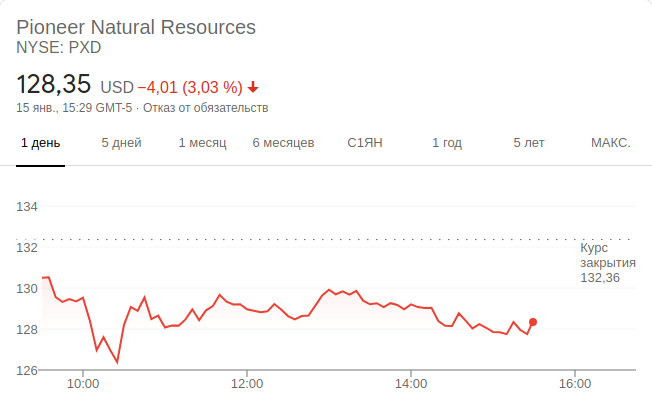 Pioneer Natural Resources
NYSE: PXD
128,35 USD −4,01 (3,03 %)
15 янв., 15:29 GMT-5 · Отказ от обязательств
1 день 5 дней 1 месяц 6 месяцев С1ЯН 1 год 5 лет МАКС.
134
132
130
128
126
Курс
закрытия
132,36
10:00 12:00 14:00 16:00